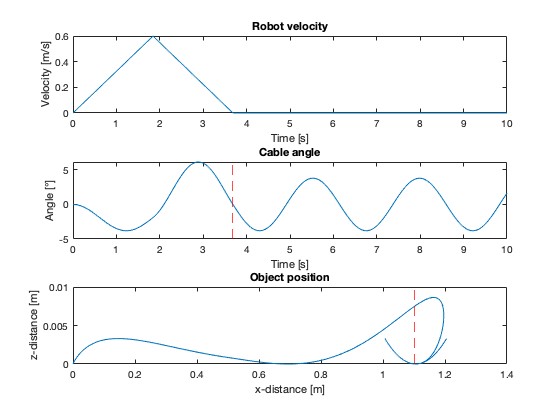 Robot velocity
Velocity [m/s]
0.6
0.4
0.2
0
0 1 2 3 4 5 6 7 8 9 10
Time [s]
Cable angle
Angle [°]
5
0
-5
0 1 2 3 4 5 6 7 8 9 10
Time [s]
Object position
z-distance [m]
0.01
0.005
0
0 0.2 0.4 0.6 0.8 1 1.2 1.4
x-distance [m]